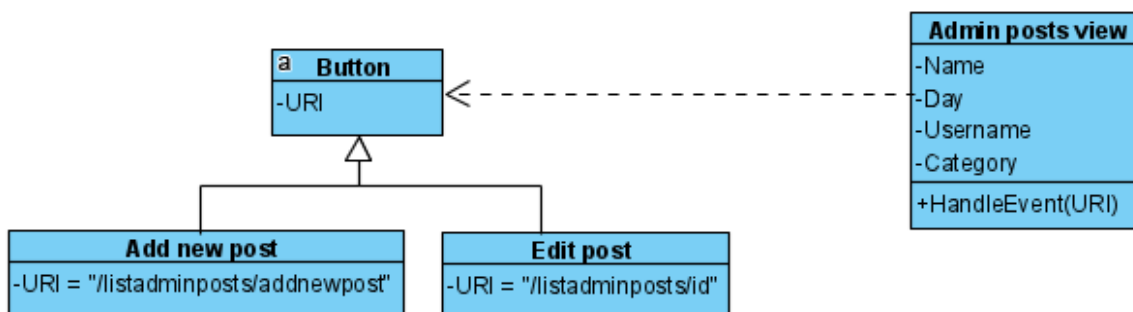 a
Button
-URI
Admin posts view
-Name
-Day
-Username
-Category
+HandleEvent(URI)
Add new post
-URI = "/listadminposts/addnewpost"
Edit post
-URI = "/listadminposts/id"